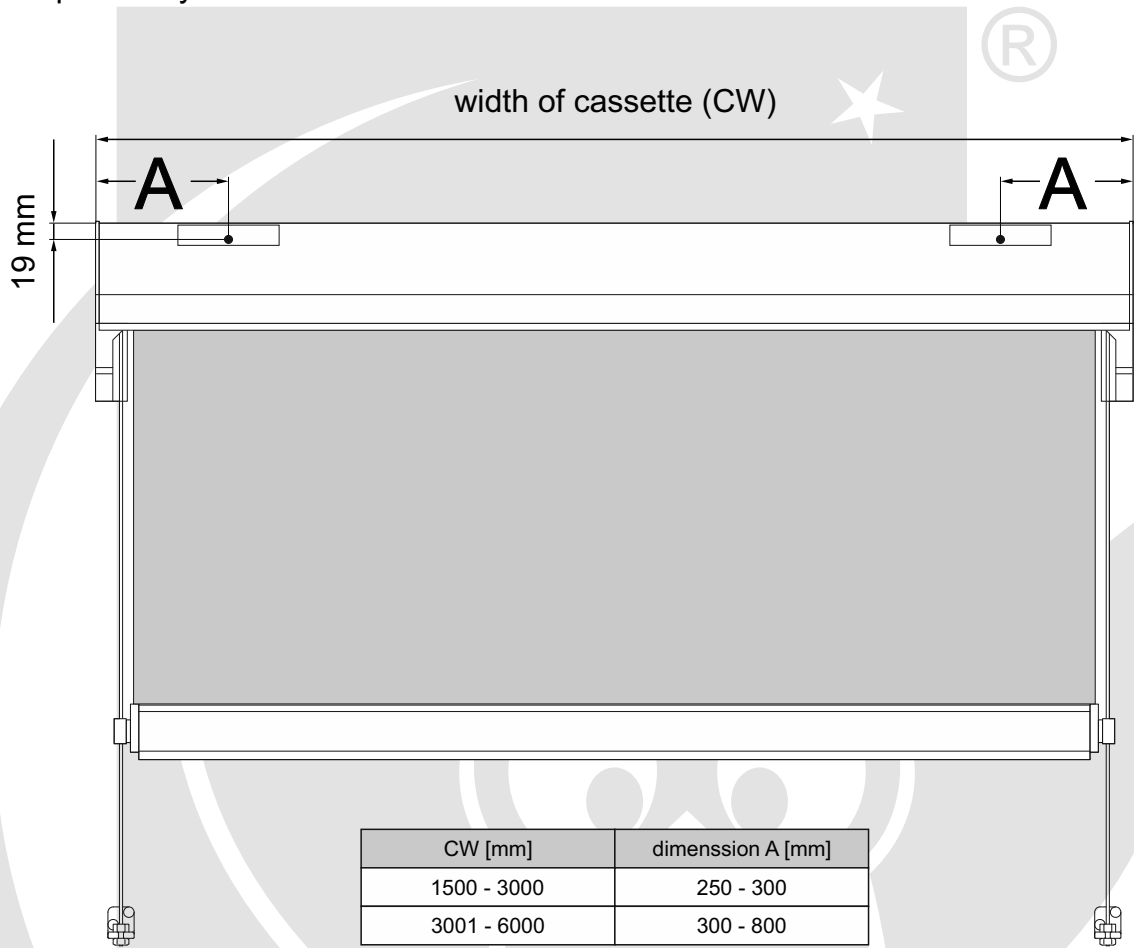 ®
width of cassette (CW)
A A
19 mm
CW [mm] dimenssion A [mm]
1500 - 3000 250 - 300
3001 - 6000 300 - 800